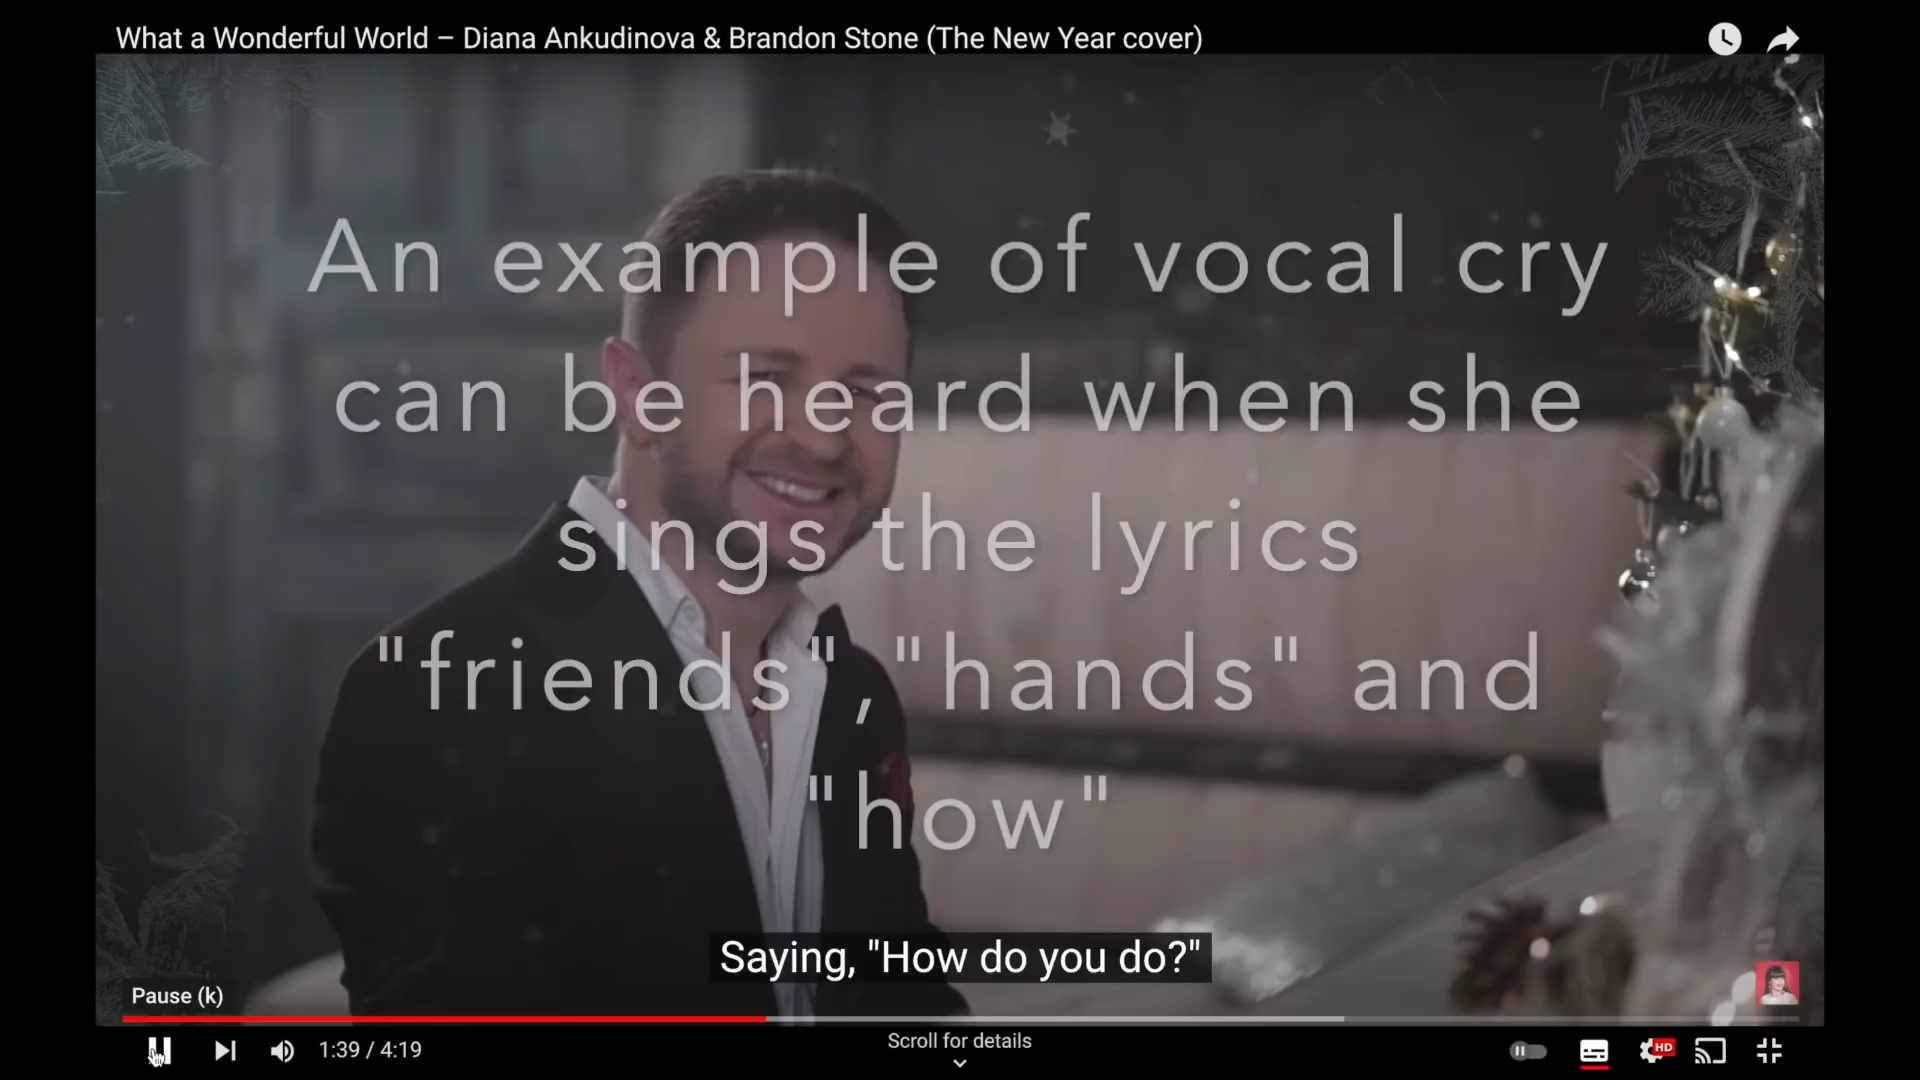 What a Wonderful World – Diana Ankudinova & Brandon Stone (The New Year cover)
An example of vocal cry
can be heard when she
sings the lyrics
"friends","hands" and
"how"
Saying, "How do you do?"
Pause (k)
1:39 / 4:19
Scroll for details
HD